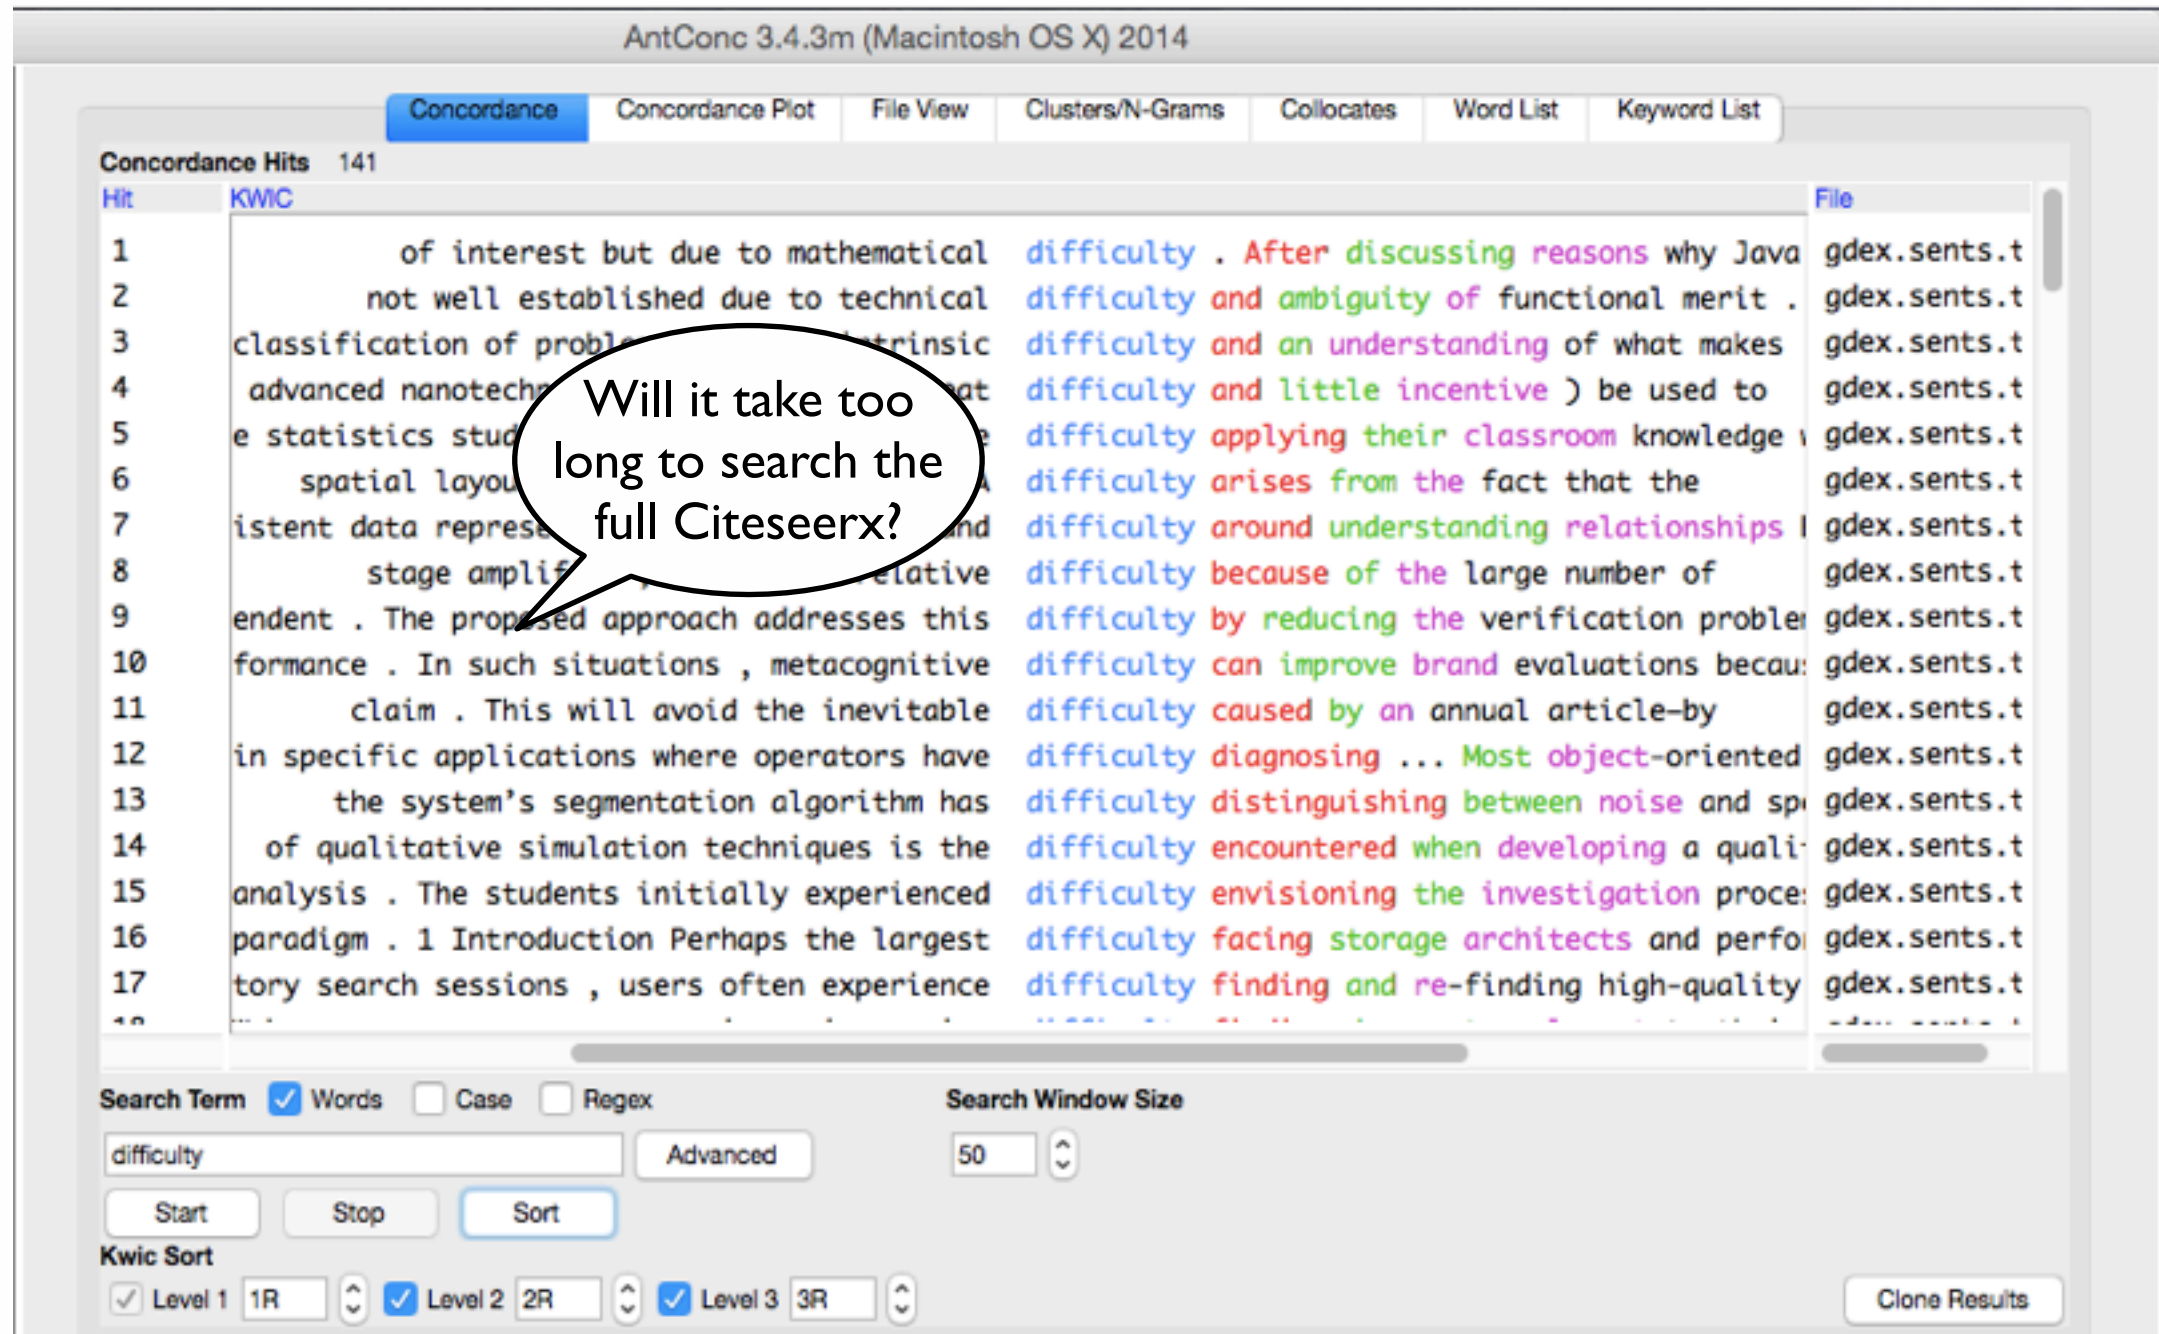 AntConc 3.4.3m (Macintosh OS X) 2014
Concordance Concordance Plot File View Clusters/N-Grams Collocates Word List Keyword List
Concordance Hits 141
Hit KWIC File
1 of interest but due to mathematical difficulty . After discussing reasons why Java gdex.sents.t
2 not well established due to technical difficulty and ambiguity of functional merit . gdex.sents.t
3 classification of difficulty and an understanding of what makes gdex.sents.t
4 advanced difficulty and little incentive ) be used to gdex.sents.t
5 e statistics difficulty applying their classroom knowledge gdex.sents.t
6 spatial difficulty arises from the fact that the gdex.sents.t
7 istent data difficulty around understanding relationships gdex.sents.t
8 stage difficulty because of the large number of gdex.sents.t
9 endent . The proposed approach addresses this difficulty by reducing the verification problem gdex.sents.t
10 formance . In such situations , metacognitive difficulty can improve brand evaluations becau gdex.sents.t
11 claim . This will avoid the inevitable difficulty caused by an annual article-by gdex.sents.t
12 in specific applications where operators have difficulty diagnosing ... Most object-oriented gdex.sents.t
13 the system's segmentation algorithm has difficulty distinguishing between noise and gdex.sents.t
14 of qualitative simulation techniques is the difficulty encountered when developing a quali gdex.sents.t
15 analysis . The students initially experienced difficulty envisioning the investigation proce gdex.sents.t
16 paradigm . 1 Introduction Perhaps the largest difficulty facing storage architects and perfo gdex.sents.t
17 tory search sessions , users often experience difficulty finding and re-finding high-quality gdex.sents.t
Will it take too
long to search the
full Citeseerx?
Search Term Words Case Regex Search Window Size
difficulty Advanced 50
Start Stop Sort
Kwic Sort
Level 1 1R Level 2 2R Level 3 3R Clone Results